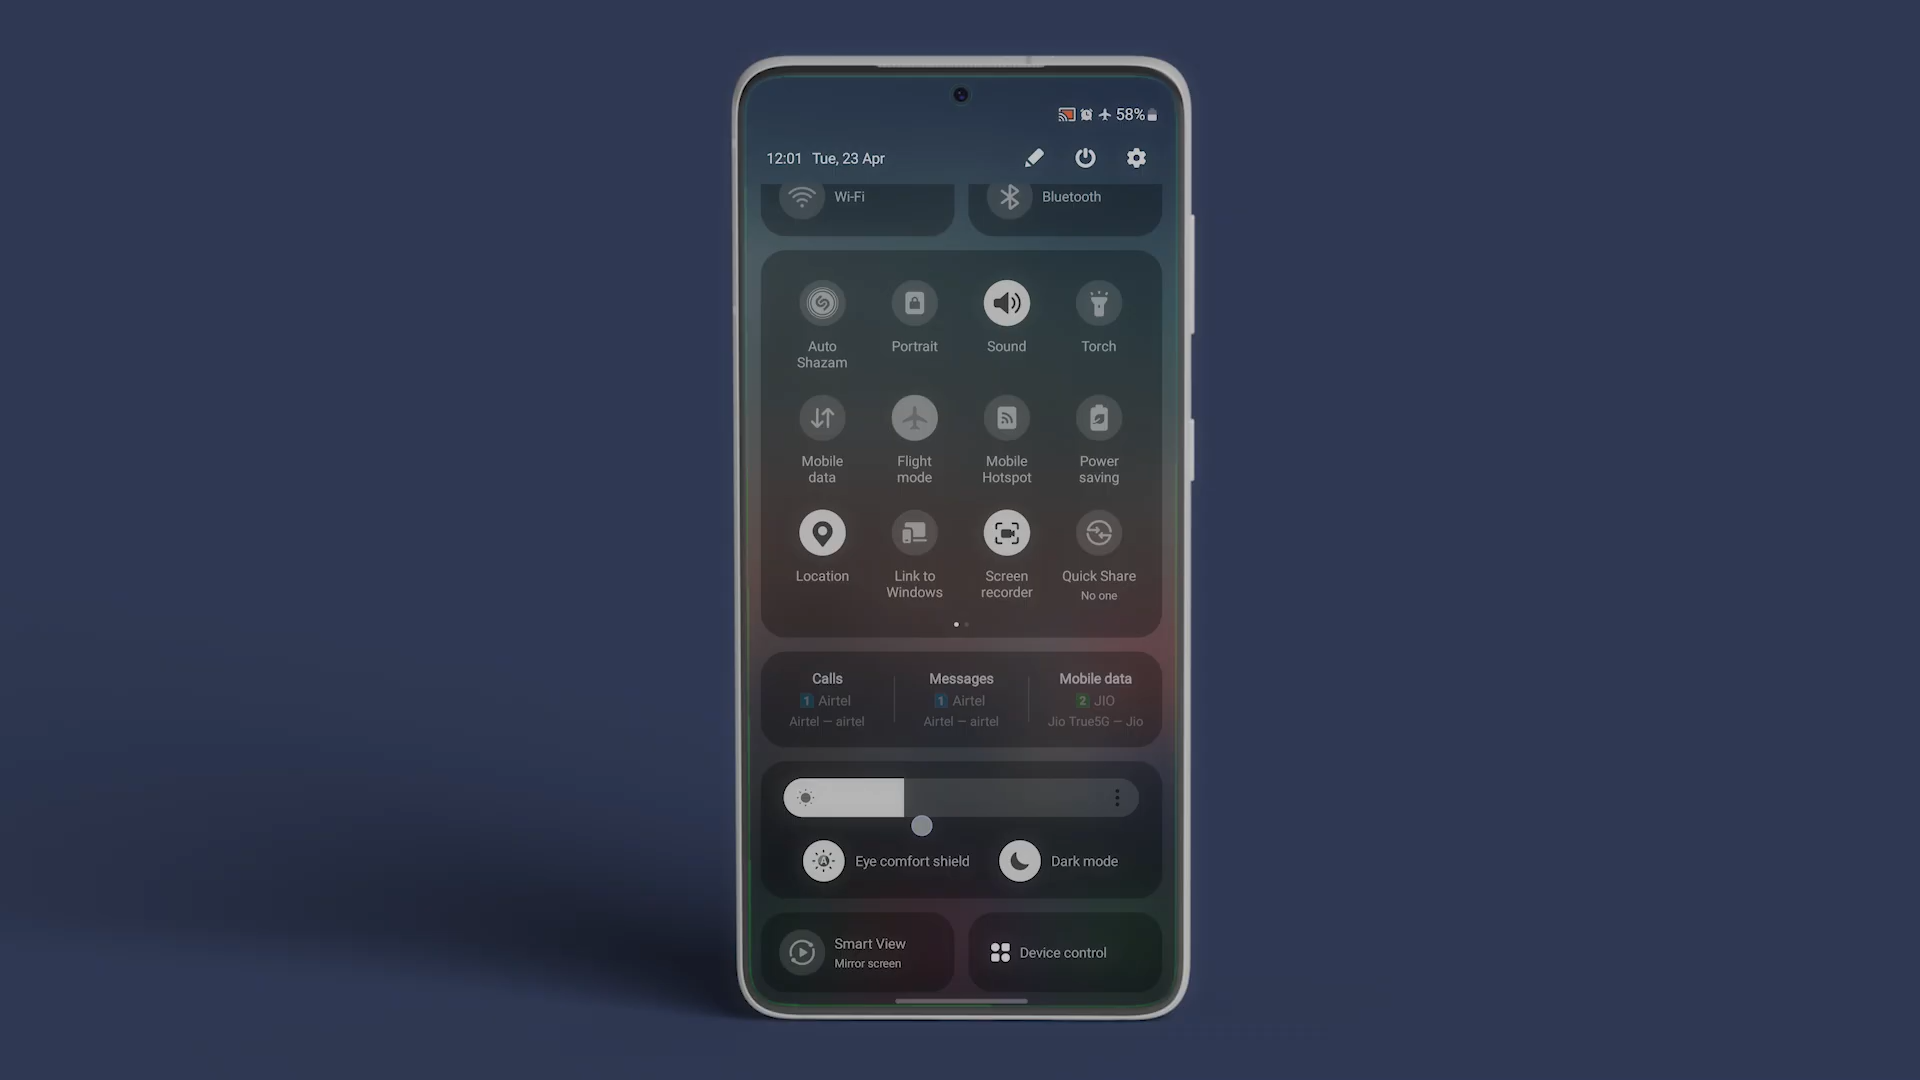 58%
12:01 Tue, 23 Apr
Wi-Fi Bluetooth
Auto Shazam
Portrait
Sound
Torch
Mobile data
Flight mode
Mobile Hotspot
Power saving
Location
Link to Windows
Screen recorder
Quick Share
No one
Calls
1 Airtel
Airtel — airtel
Messages
1 Airtel
Airtel — airtel
Mobile data
2 JIO
Jio True5G — Jio
Eye comfort shield
Dark mode
Smart View
Mirror screen
Device control